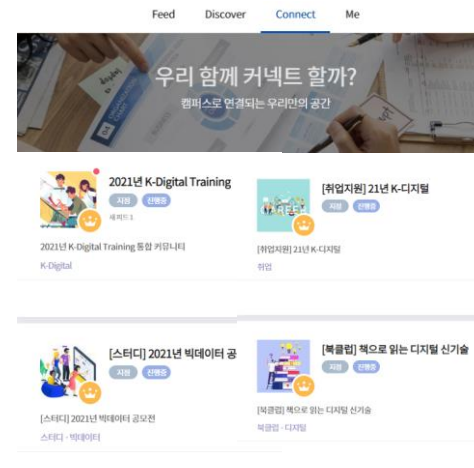 Feed Discover Connect Me
우리 함께 커넥트 할까?
캠퍼스로 연결되는 우리만의 공간
2021년 K-Digital Training
지정 진행중
새피드 1
2021년 K-Digital Training 통합 커뮤니티
K-Digital
[취업지원] 21년 K-디지털
지정 진행중
[취업지원] 21년 K-디지털
취업
[스터디] 2021년 빅데이터 공
지정 진행중
[스터디] 2021년 빅데이터 공모전
스터디 · 빅데이터
[북클럽] 책으로 읽는 디지털 신기술
지정 진행중
[북클럽] 책으로 읽는 디지털 신기술
북클럽 · 디지털